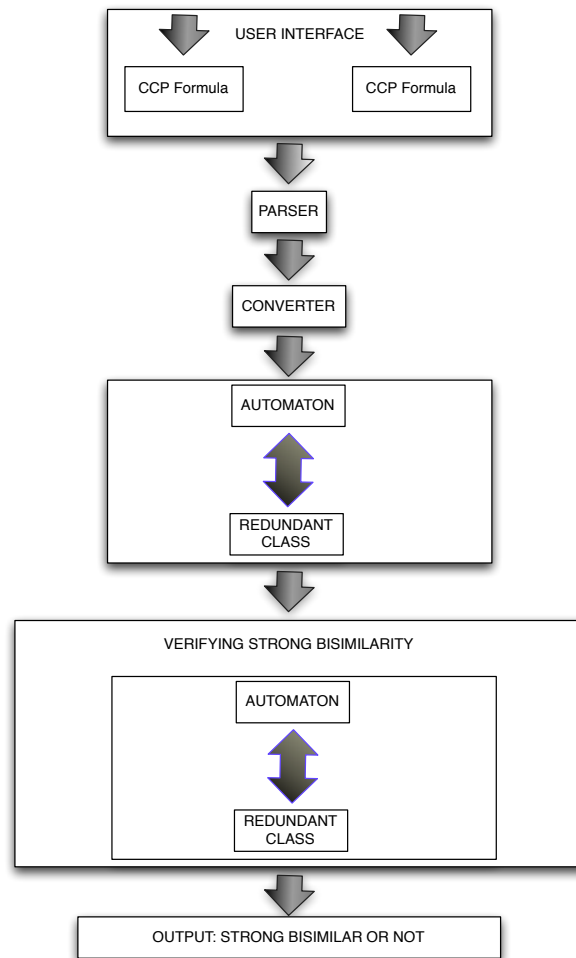 USER INTERFACE
CCP Formula
CCP Formula
PARSER
CONVERTER
AUTOMATON
REDUNDANT
CLASS
VERIFYING STRONG BISIMILARITY
AUTOMATON
REDUNDANT
CLASS
OUTPUT: STRONG BISIMILAR OR NOT